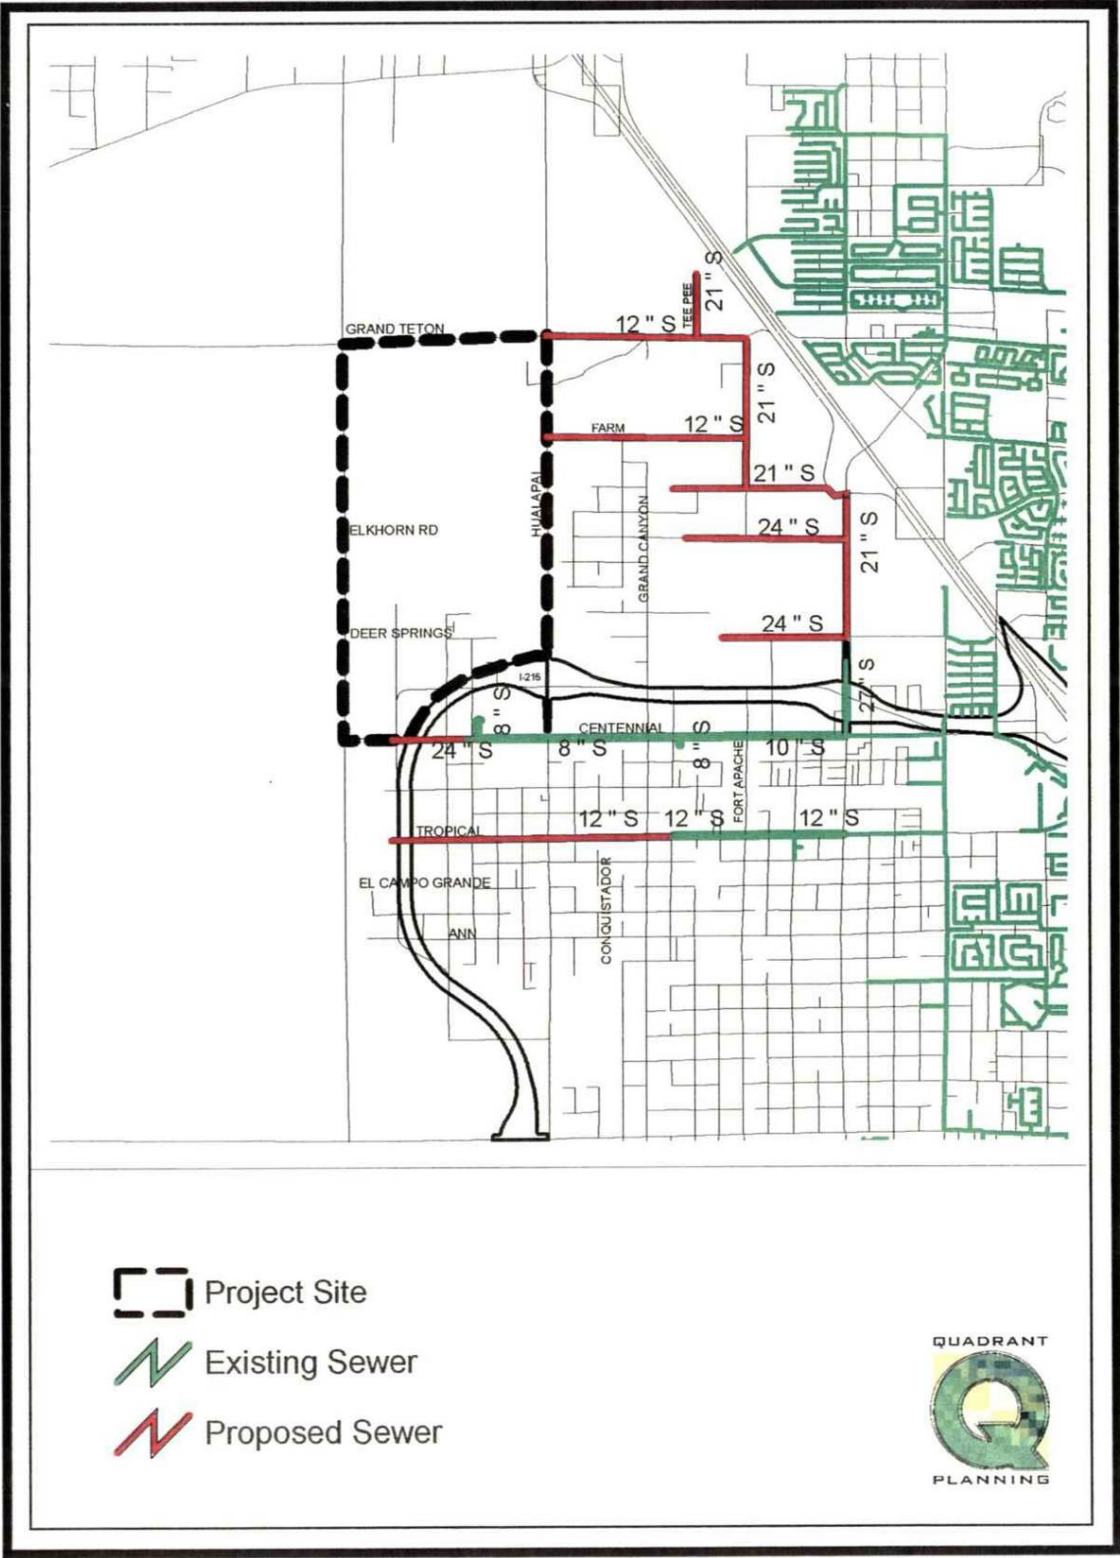 21 " S
TEE PEE
GRAND TETON
12 " S
21 " S
FARM
12 " S
21 " S
HUALAPAI
GRAND CANYON
ELKHORN RD
24 " S
21 " S
DEER SPRINGS
24 " S
I-215
8 " S
27 " S
CENTENNIAL
24 " S
8 " S
8 " S
10 " S
FORT APACHE
TROPICAL
12 " S
12 " S
12 " S
EL CAMPO GRANDE
CONQUISTADOR
ANN
Project Site
Existing Sewer
Proposed Sewer
QUADRANT
Q
PLANNING